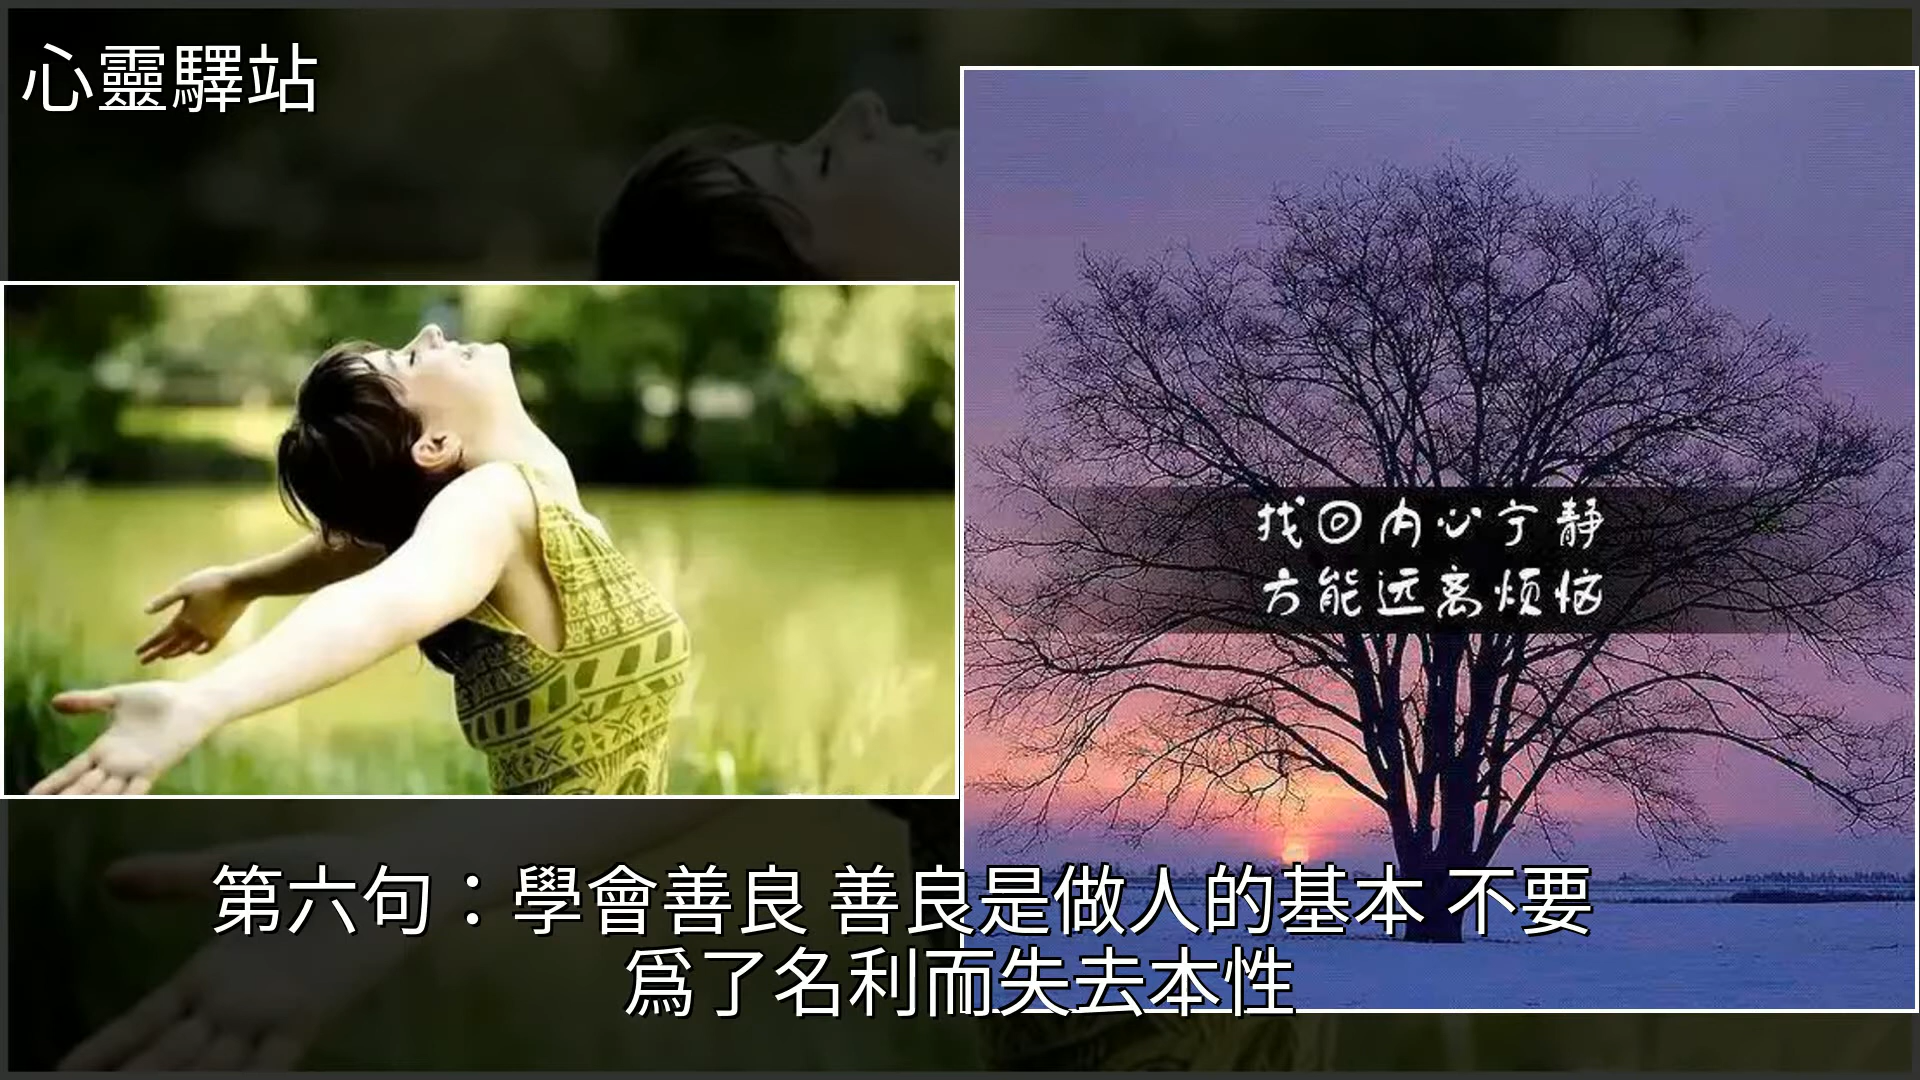 心靈驛站
找回内心宁静
方能远离烦恼
第六句：學會善良 善良是做人的基本 不要
爲了名利而失去本性